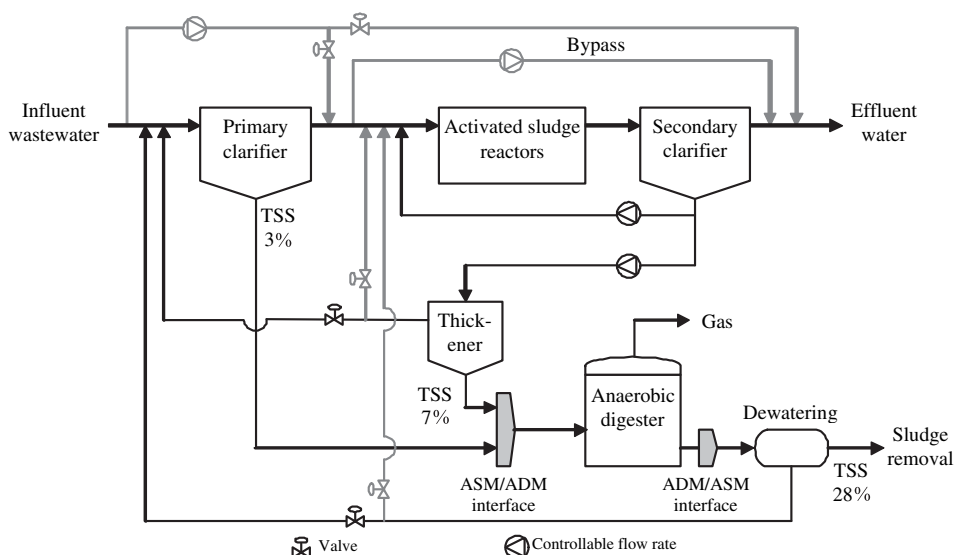 Bypass
Influent
wastewater
Primary
clarifier
Activated sludge
reactors
Secondary
clarifier
Effluent
water
TSS
3%
Thick-
ener
Gas
TSS
7%
Anaerobic
digester
Dewatering
Sludge
removal
ASM/ADM
interface
ADM/ASM
interface
TSS
28%
Valve
Controllable flow rate